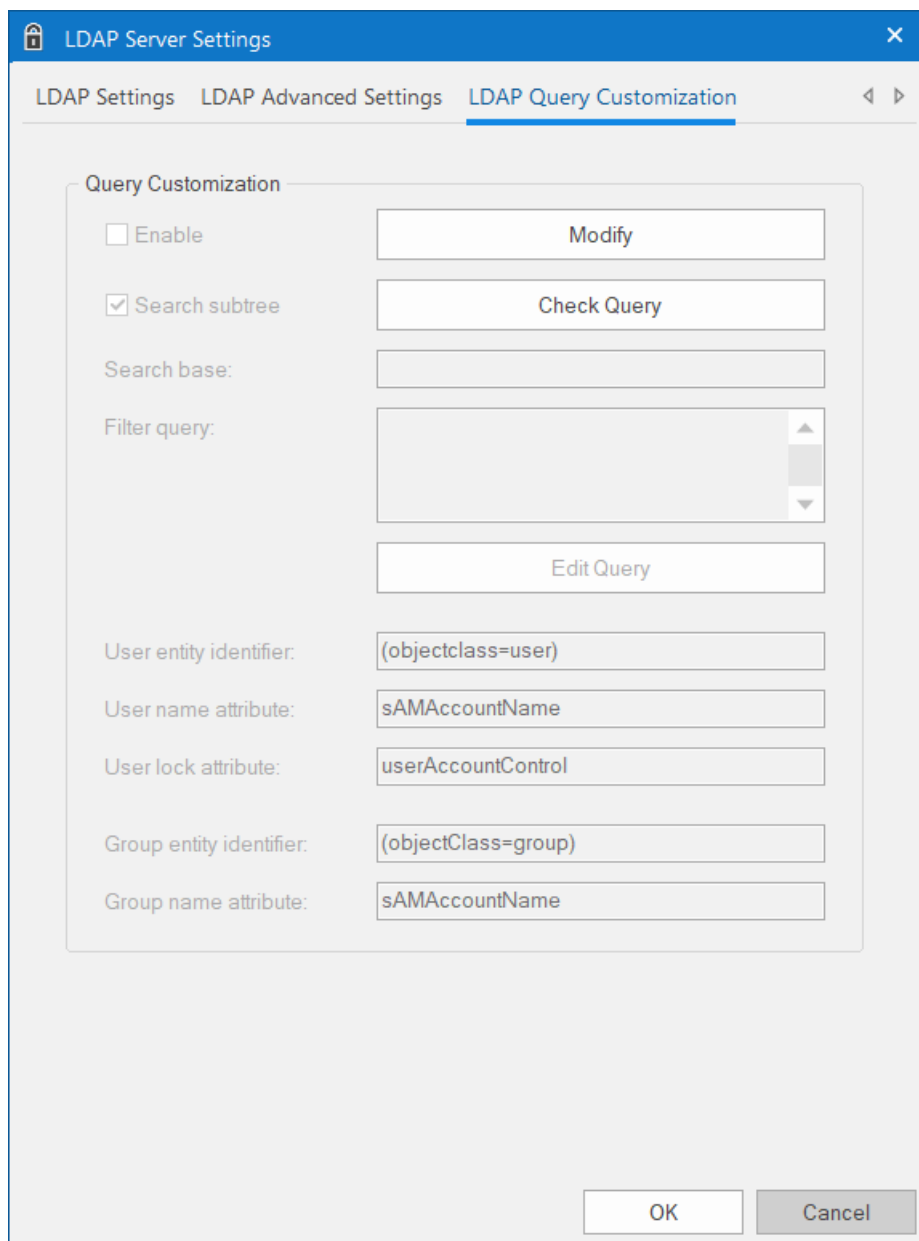 LDAP Server Settings
LDAP Settings LDAP Advanced Settings LDAP Query Customization
Query Customization
Enable Modify
Search subtree Check Query
Search base:
Filter query:
Edit Query
User entity identifier: (objectclass=user)
User name attribute: sAMAccountName
User lock attribute: userAccountControl
Group entity identifier: (objectClass=group)
Group name attribute: sAMAccountName
OK Cancel